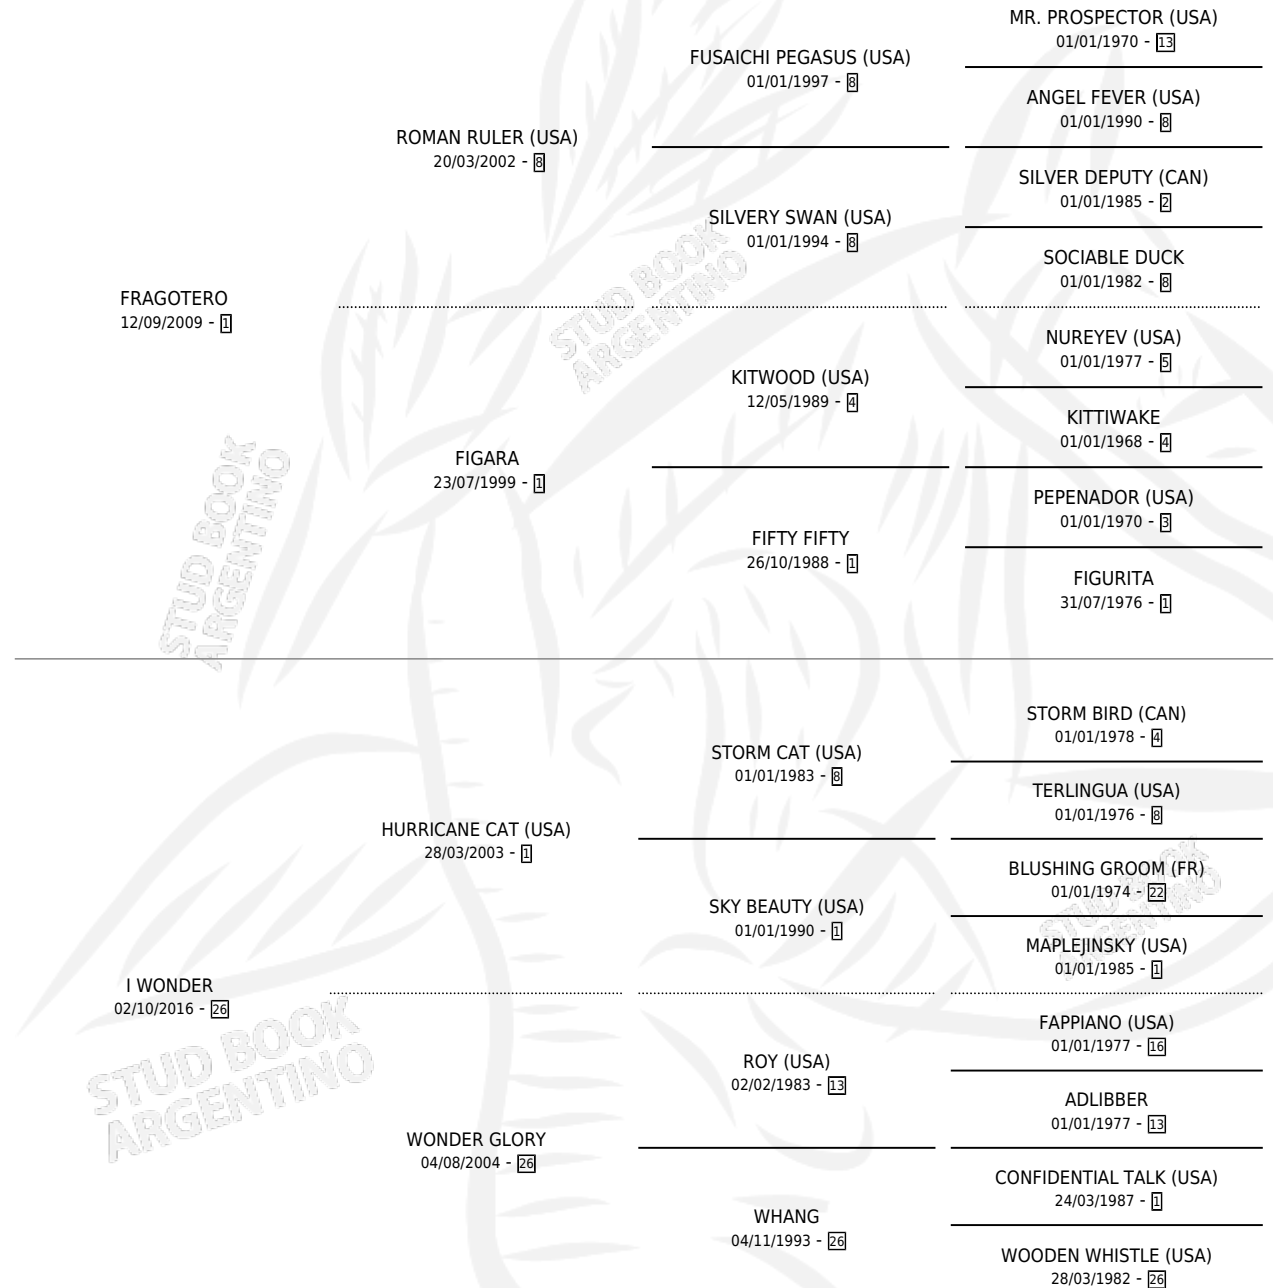 MR. PROSPECTOR (USA)
01/01/1970 - 13
FUSAICHI PEGASUS (USA)
01/01/1997 - 8
ANGEL FEVER (USA)
01/01/1990 - 8
ROMAN RULER (USA)
20/03/2002 - 8
SILVER DEPUTY (CAN)
01/01/1985 - 2
SILVERY SWAN (USA)
01/01/1994 - 8
SOCIABLE DUCK
01/01/1982 - 8
FRAGOTERO
12/09/2009 - 1
NUREYEV (USA)
01/01/1977 - 5
KITWOOD (USA)
12/05/1989 - 4
KITTIWAKE
01/01/1968 - 4
FIGARA
23/07/1999 - 1
PEPENADOR (USA)
01/01/1970 - 3
FIFTY FIFTY
26/10/1988 - 1
FIGURITA
31/07/1976 - 1
STUD BOOK
ARGENTINO
STUD BOOK
ARGENTINO
STORM BIRD (CAN)
01/01/1978 - 4
STORM CAT (USA)
01/01/1983 - 8
TERLINGUA (USA)
01/01/1976 - 8
HURRICANE CAT (USA)
28/03/2003 - 1
BLUSHING GROOM (FR)
01/01/1974 - 22
SKY BEAUTY (USA)
01/01/1990 - 1
MAPLEJINSKY (USA)
01/01/1985 - 1
I WONDER
02/10/2016 - 26
FAPPIANO (USA)
01/01/1977 - 16
ROY (USA)
02/02/1983 - 13
ADLIBBER
01/01/1977 - 13
WONDER GLORY
04/08/2004 - 26
CONFIDENTIAL TALK (USA)
24/03/1987 - 1
WHANG
04/11/1993 - 26
WOODEN WHISTLE (USA)
28/03/1982 - 26
STUD BOOK
ARGENTINO
STUD BOOK
ARGENTINO